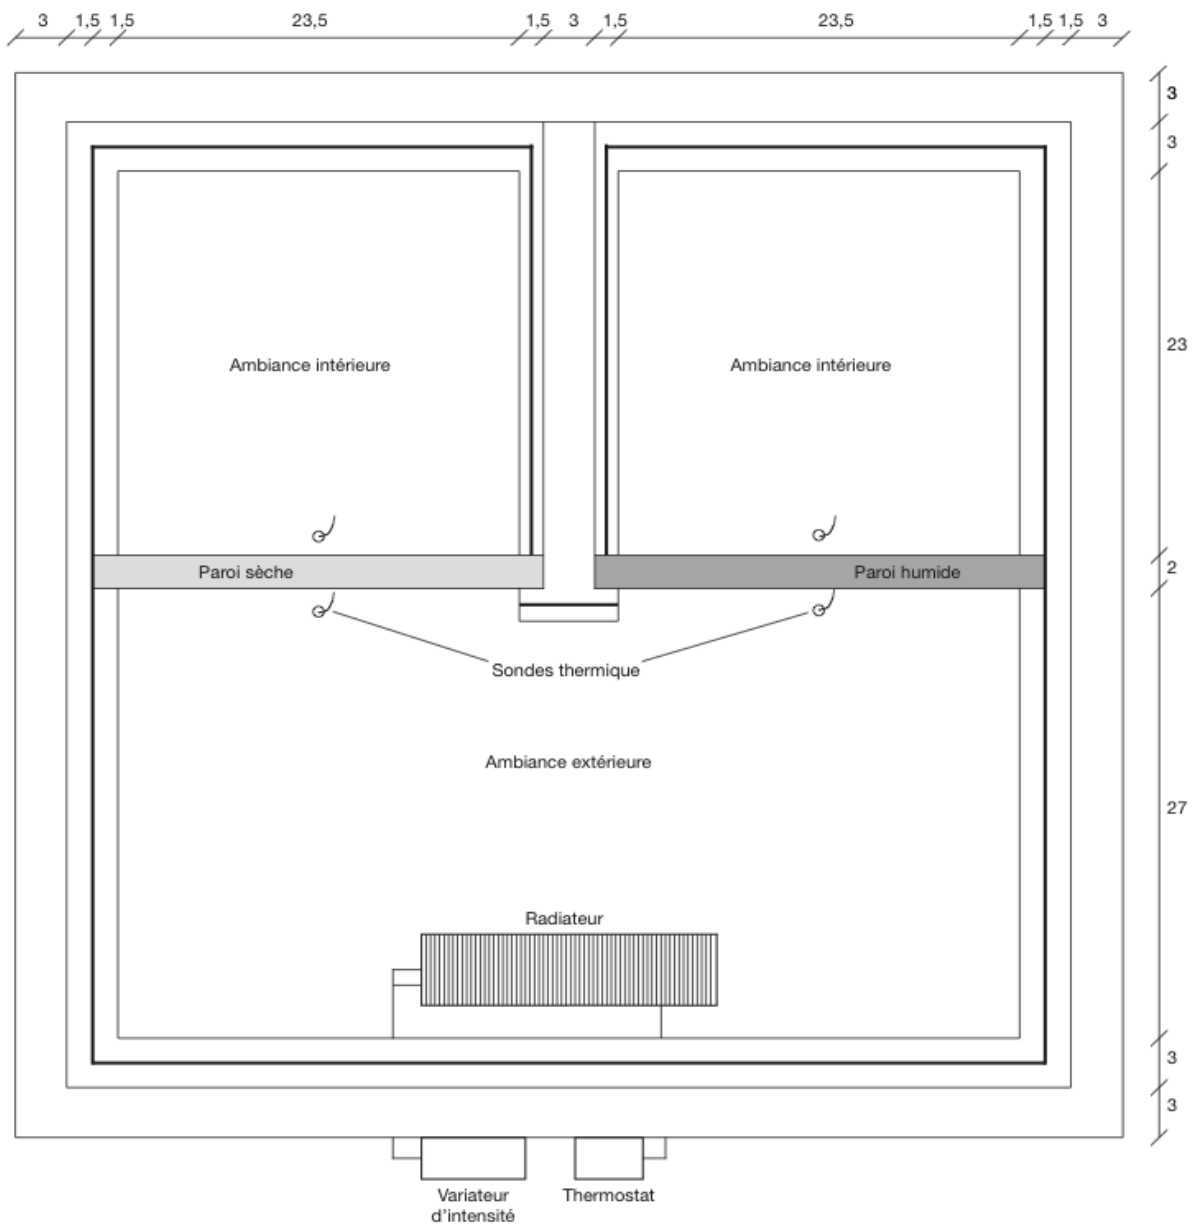 3 1,5 1,5 23,5 1,5 3 1,5 23,5 1,5 1,5 3
3
3
Ambiance intérieure Ambiance intérieure
23
Paroi sèche Paroi humide
2
Sondes thermique
Ambiance extérieure
27
Radiateur
3
3
Variateur
d'intensité
Thermostat